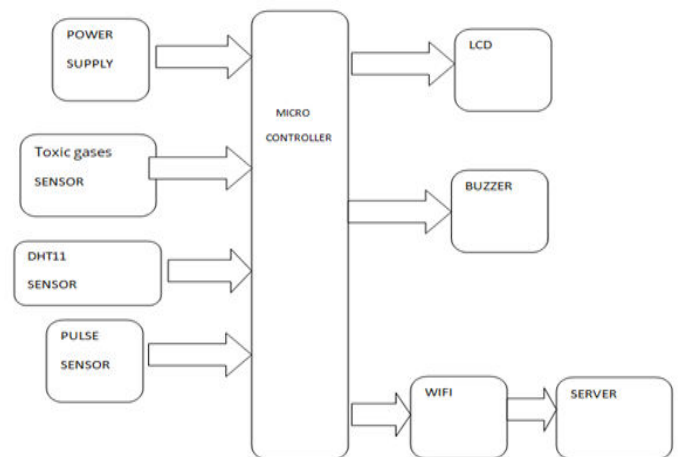 POWER
SUPPLY
Toxic gases
SENSOR
DHT11
SENSOR
PULSE
SENSOR
MICRO
CONTROLLER
LCD
BUZZER
WIFI
SERVER